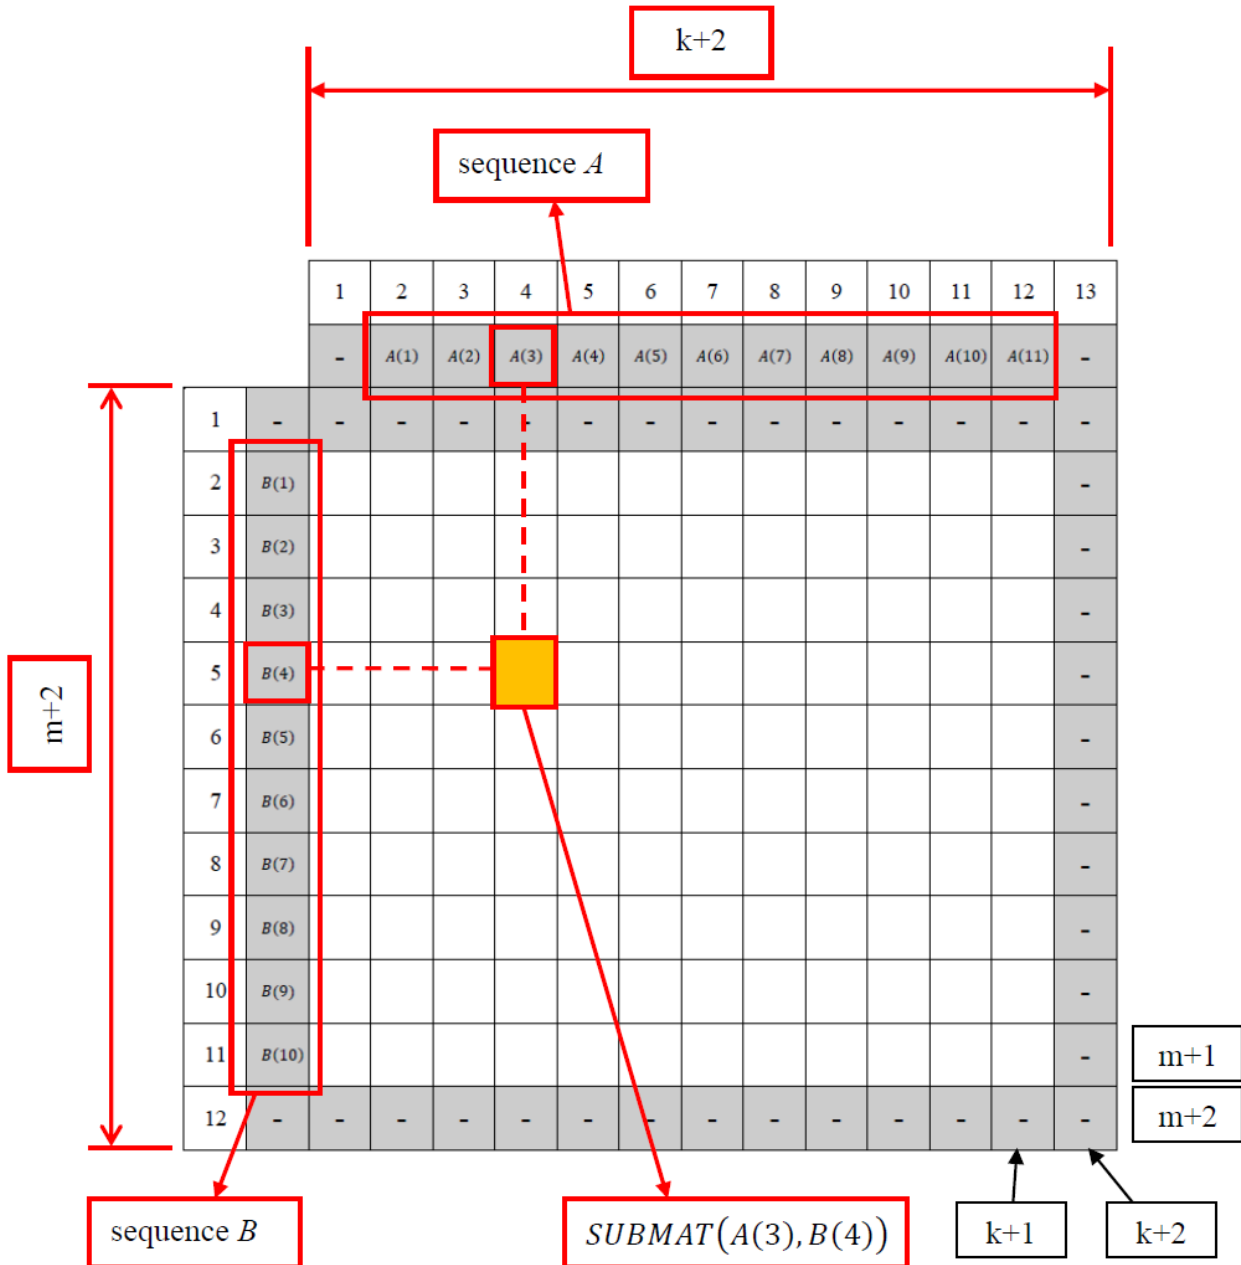 k+2
sequence A
1 2 3 4 5 6 7 8 9 10 11 12 13
- A(1) A(2) A(3) A(4) A(5) A(6) A(7) A(8) A(9) A(10) A(11) -
1 - - - - - - - - - - - - - -
2 B(1) -
3 B(2) -
4 B(3) -
5 B(4) -
6 B(5) -
7 B(6) -
8 B(7) -
9 B(8) -
10 B(9) -
11 B(10) -
12 - - - - - - - - - - - - - -
m+2
m+1
m+2
sequence B
SUBMAT(A(3),B(4))
k+1
k+2